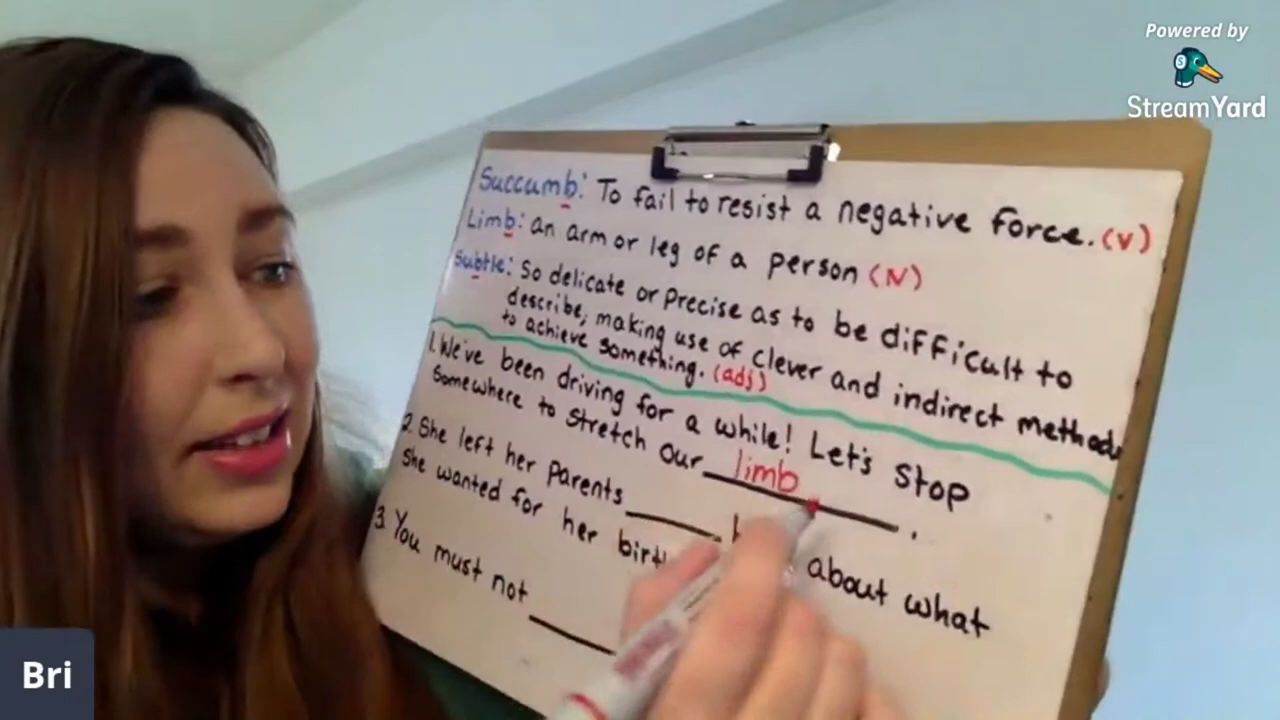 Powered by
StreamYard
Succumb: To fail to resist a negative force. (v)
Limb: an arm or leg of a person (N)
Subtle: So delicate or Precise as to be difficult to
describe, making use of clever and indirect methods
to achieve something. (adj)
1. We've been driving for a while! Let's Stop
Somewhere to Stretch our limb .
2. She left her Parents about what
She wanted for her
3. You must not
Bri